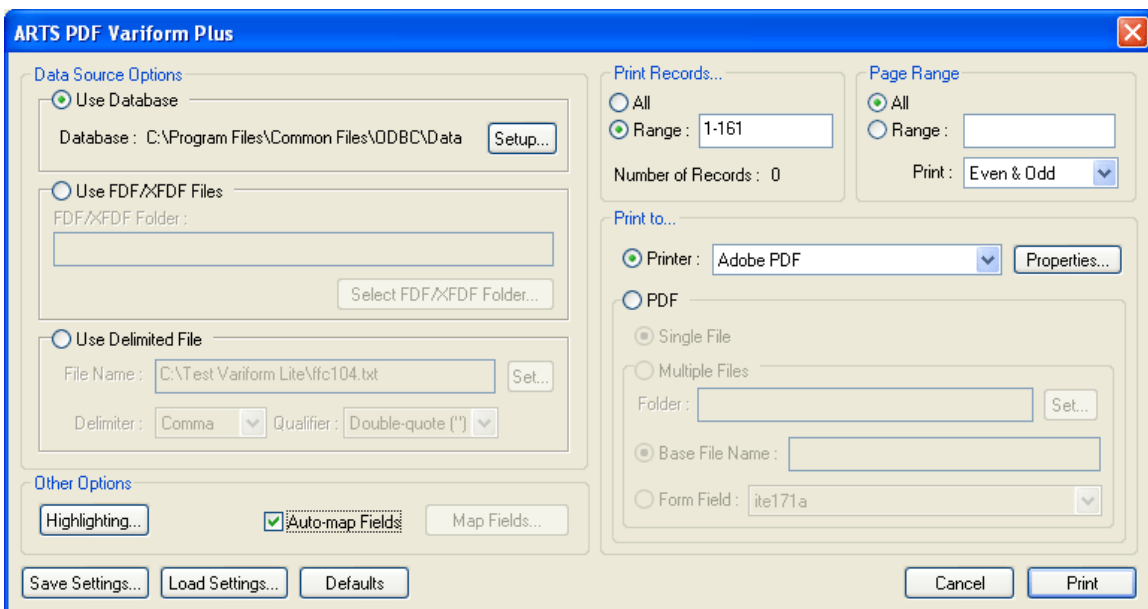 ARTS PDF Variform Plus
Data Source Options
Use Database
Database : C:\Program Files\Common Files\ODBC\Data
Setup...
Use FDF/XFDF Files
FDF/XFDF Folder :
Select FDF/XFDF Folder...
Use Delimited File
File Name : C:\Test Variform Lite\ffc104.txt
Set...
Delimiter : Comma Qualifier : Double-quote (")
Other Options
Highlighting...
Auto-map Fields
Map Fields...
Print Records...
All
Range : 1-161
Number of Records : 0
Page Range
All
Range :
Print : Even & Odd
Print to...
Printer : Adobe PDF
Properties...
PDF
Single File
Multiple Files
Folder :
Set...
Base File Name :
Form Field : ite171a
Save Settings... Load Settings... Defaults
Cancel Print